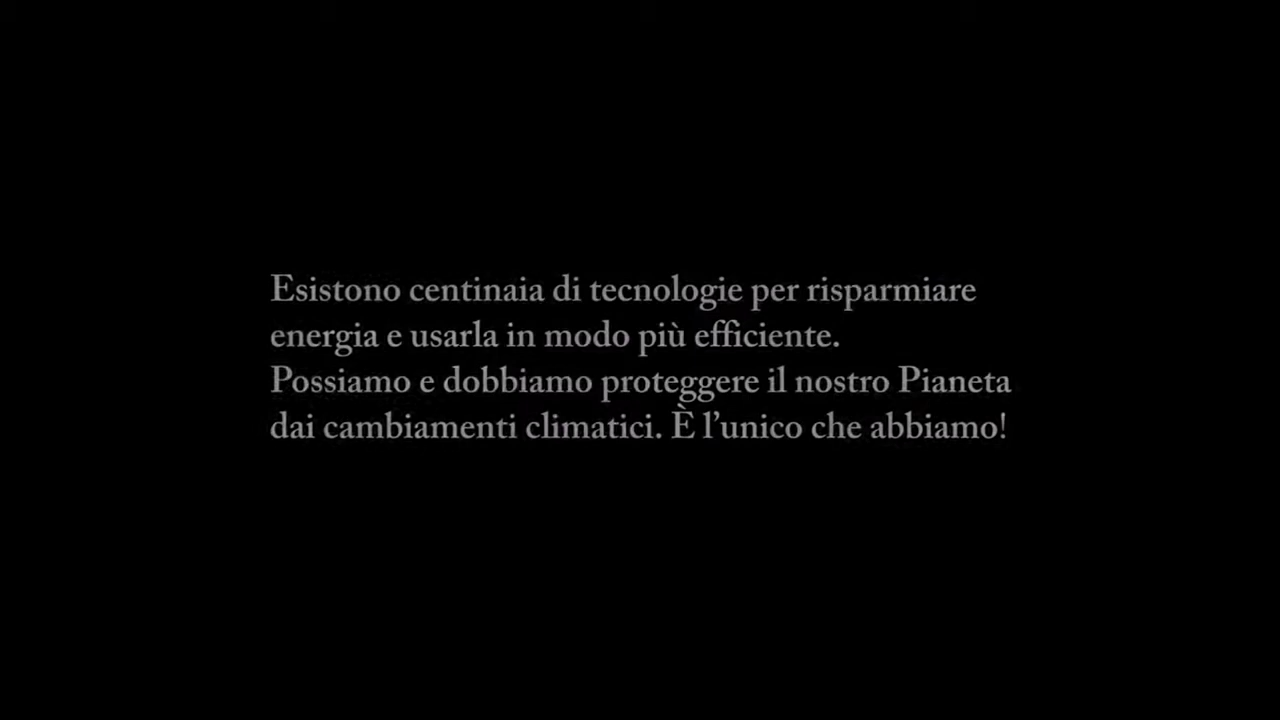 Esistono centinaia di tecnologie per risparmiare
energia e usarla in modo più efficiente.
Possiamo e dobbiamo proteggere il nostro Pianeta
dai cambiamenti climatici. È l’unico che abbiamo!